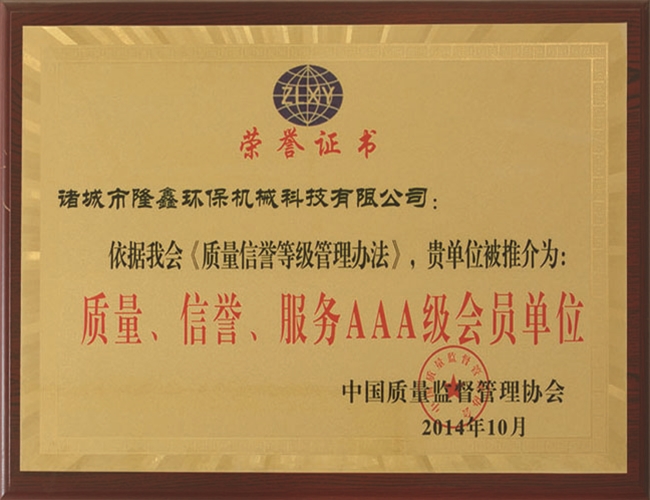 ZLXY
荣誉证书
诸城市隆鑫环保机械科技有限公司：
依据我会《质量信誉等级管理办法》，贵单位被推介为：
质量、信誉、服务AAA级会员单位
中国质量监督管理协会
2014年10月